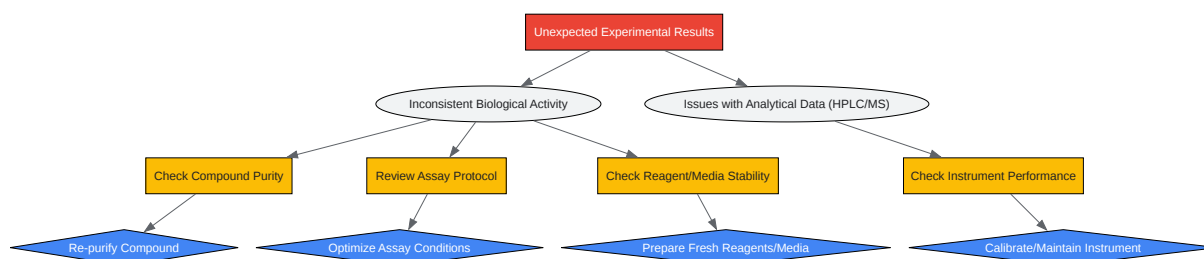 Unexpected Experimental Results
Inconsistent Biological Activity
Issues with Analytical Data (HPLC/MS)
Check Compound Purity
Review Assay Protocol
Check Reagent/Media Stability
Check Instrument Performance
Re-purify Compound
Optimize Assay Conditions
Prepare Fresh Reagents/Media
Calibrate/Maintain Instrument